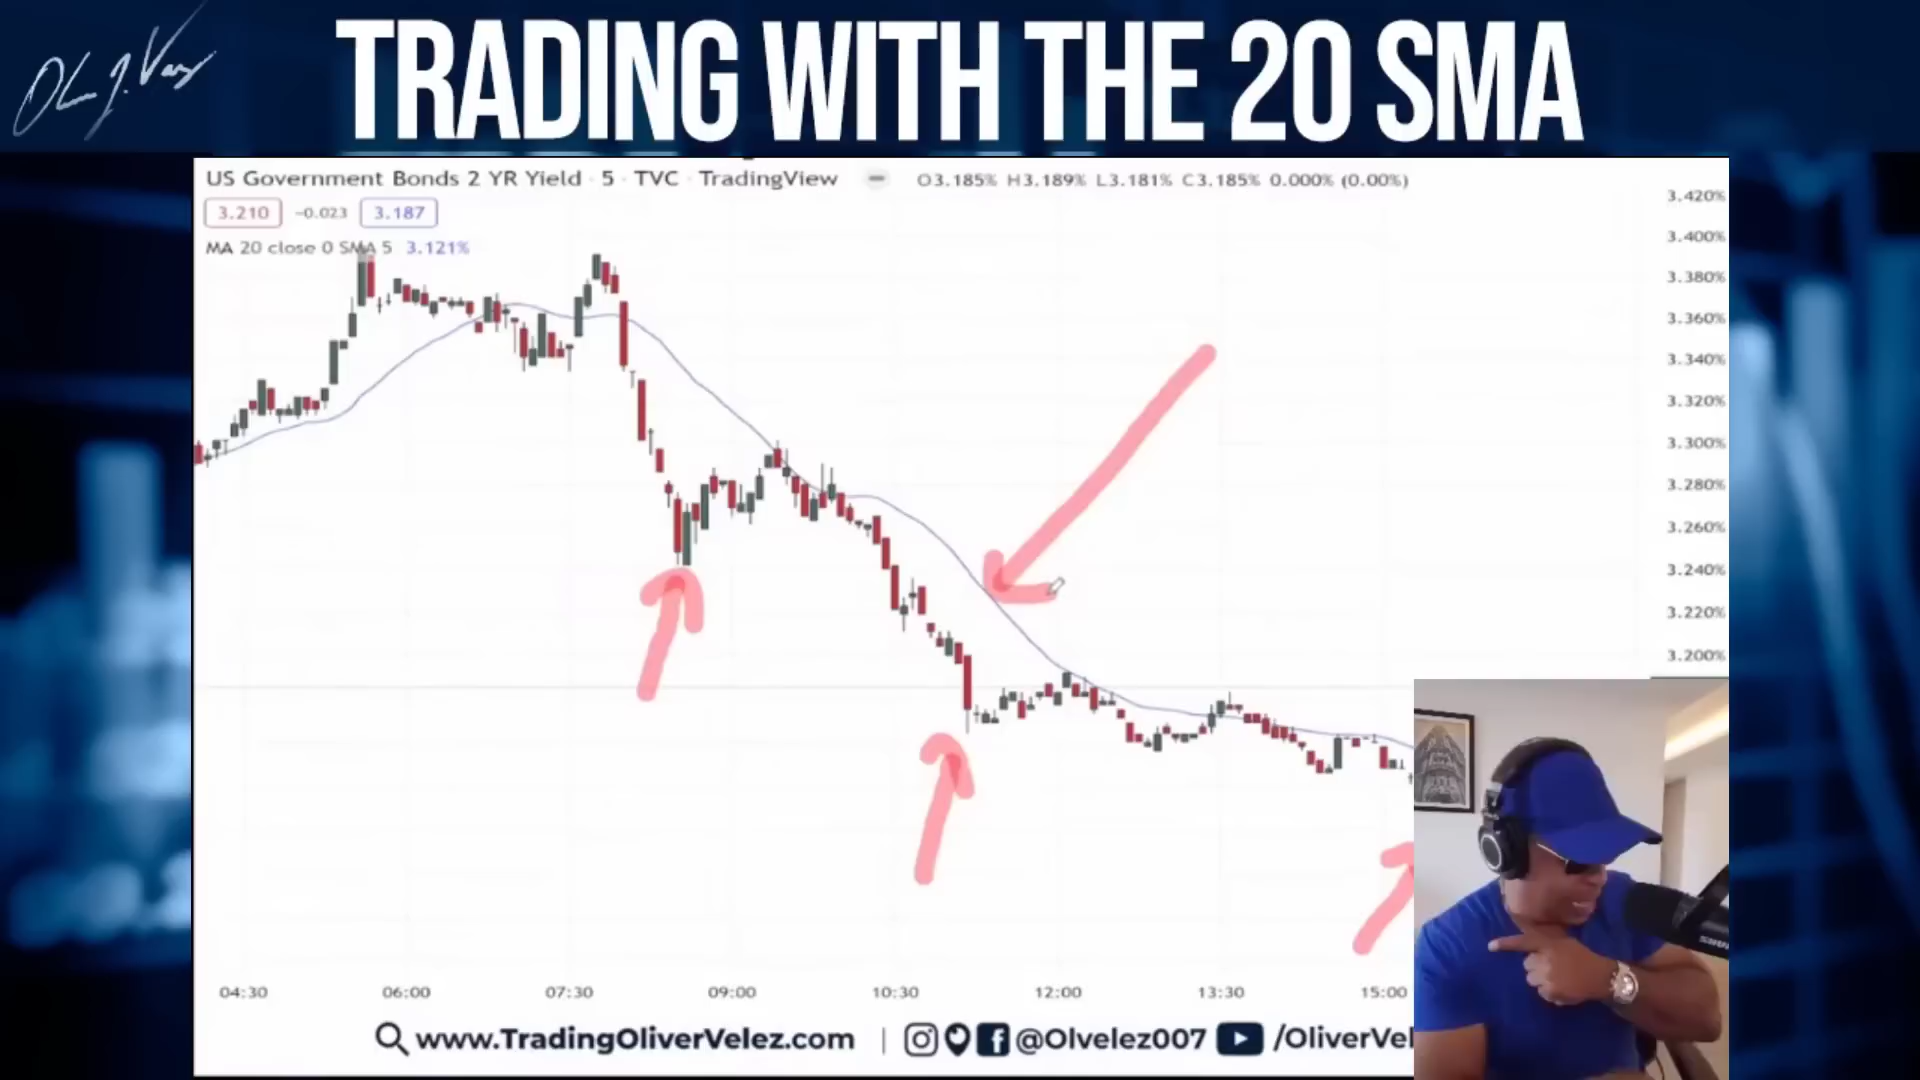 TRADING WITH THE 20 SMA
US Government Bonds 2 YR Yield · 5 · TVC · TradingView O3.185% H3.189% L3.181% C3.185% 0.000% (0.00%)
3.210 −0.023 3.187
MA 20 close 0 SMA 5 3.121%
3.420%
3.400%
3.380%
3.360%
3.340%
3.320%
3.300%
3.280%
3.260%
3.240%
3.220%
3.200%
04:30 06:00 07:30 09:00 10:30 12:00 13:30 15:00
www.TradingOliverVelez.com | @Olvelez007 /OliverVel